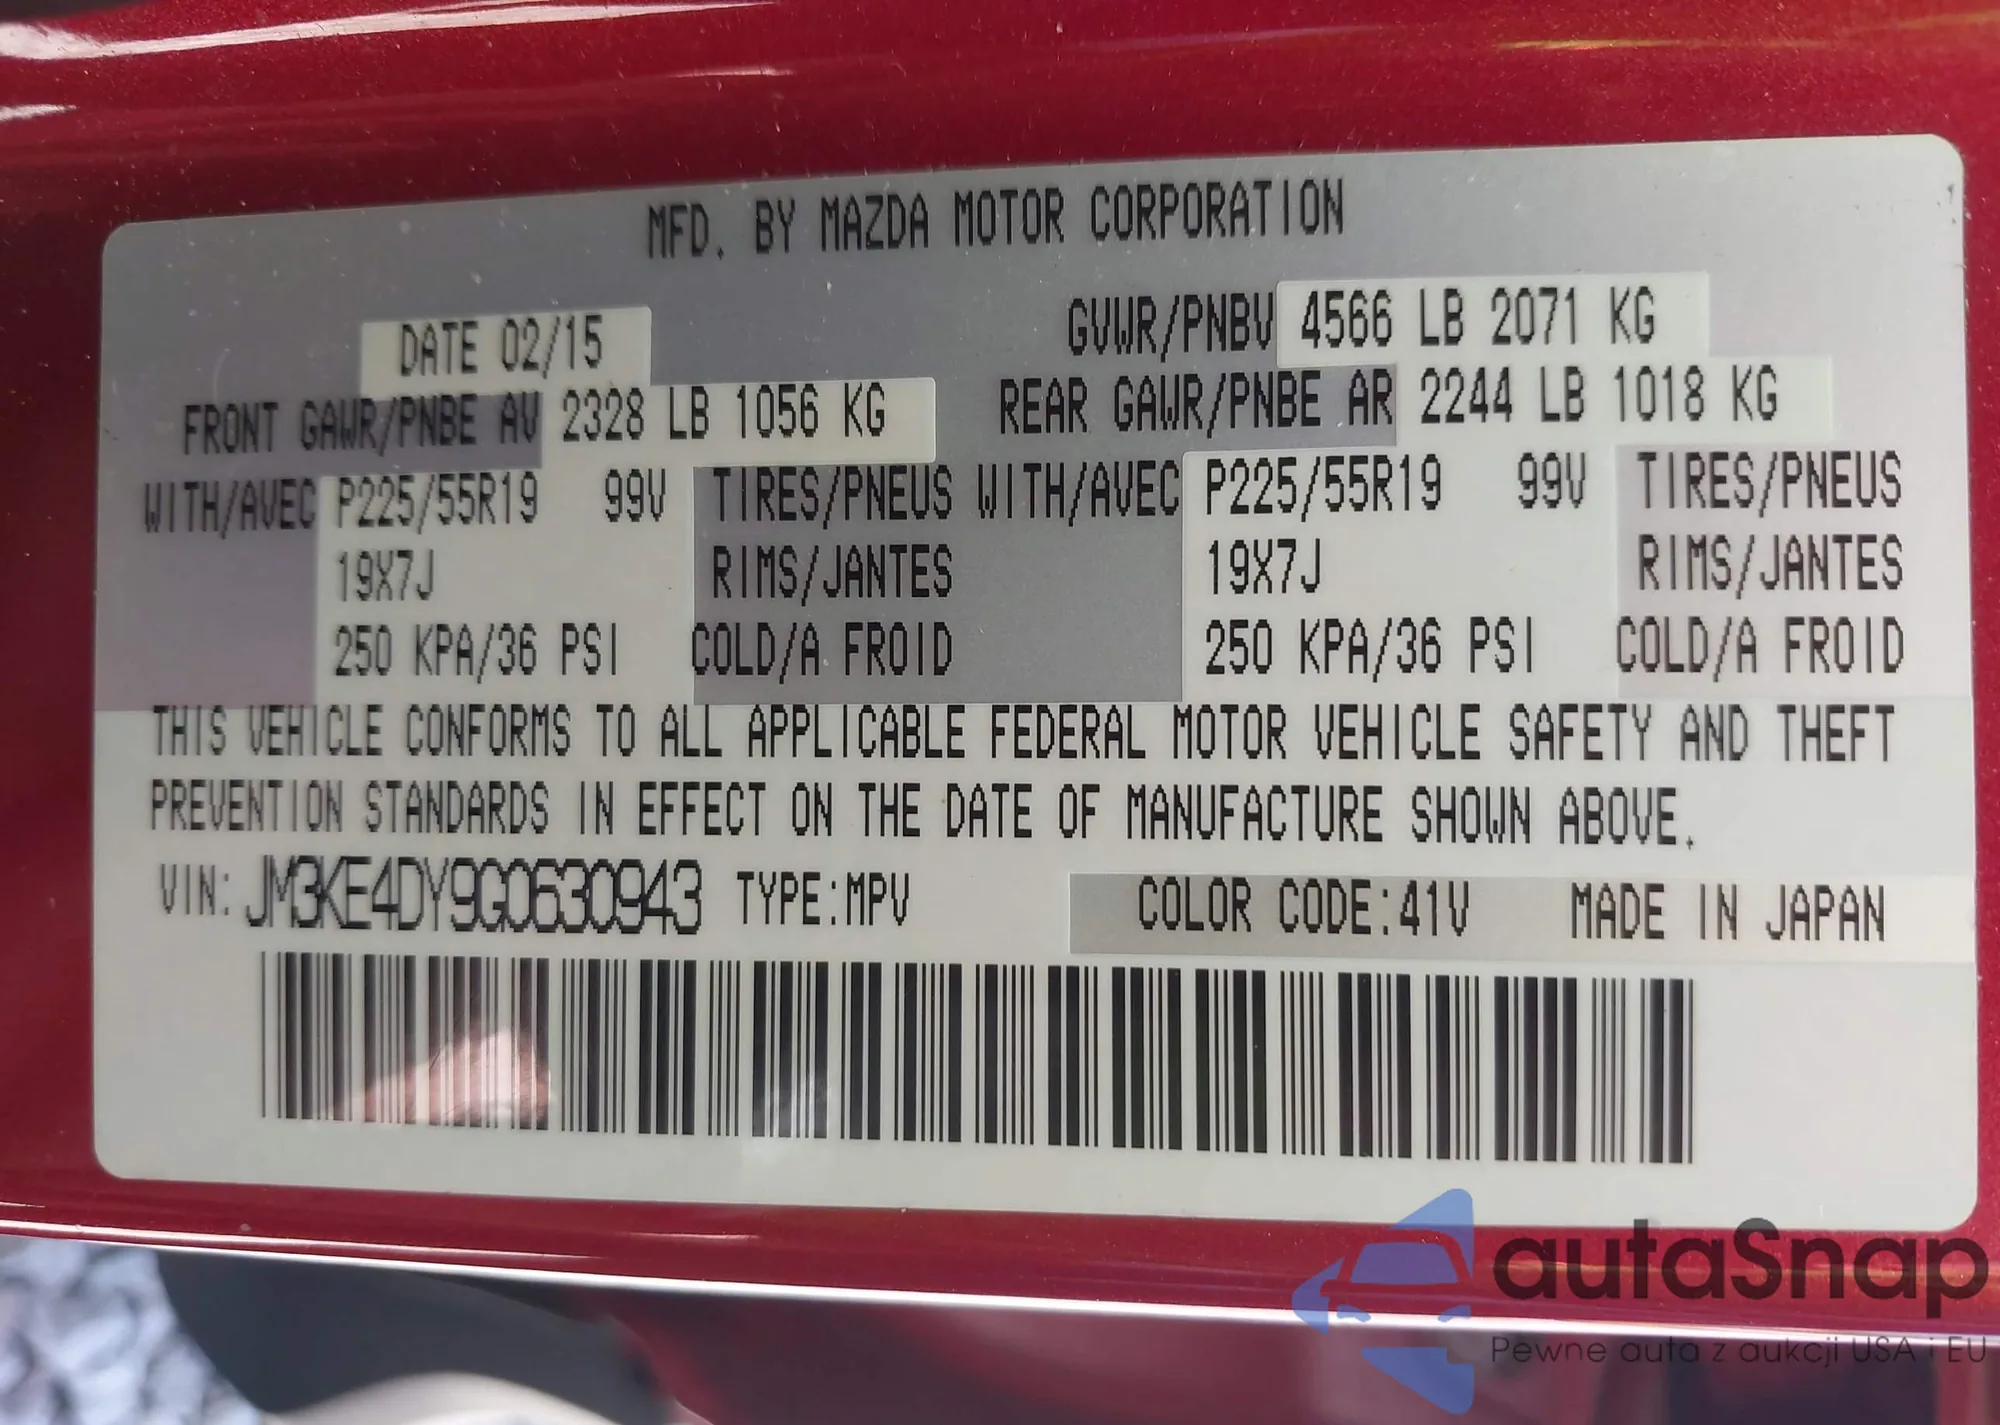 MFD. BY MAZDA MOTOR CORPORATION
DATE 02/15 GVWR/PNBV 4566 LB 2071 KG
FRONT GAWR/PNBE AV 2328 LB 1056 KG REAR GAWR/PNBE AR 2244 LB 1018 KG
WITH/AVEC P225/55R19 99V TIRES/PNEUS WITH/AVEC P225/55R19 99V TIRES/PNEUS
19X7J RIMS/JANTES 19X7J RIMS/JANTES
250 KPA/36 PSI COLD/A FROID 250 KPA/36 PSI COLD/A FROID
THIS VEHICLE CONFORMS TO ALL APPLICABLE FEDERAL MOTOR VEHICLE SAFETY AND THEFT
PREVENTION STANDARDS IN EFFECT ON THE DATE OF MANUFACTURE SHOWN ABOVE.
VIN: JM3KE4DY9G0630943 TYPE:MPV COLOR CODE:41V MADE IN JAPAN
autaSnap
Pewne auta z aukcji USA i EU